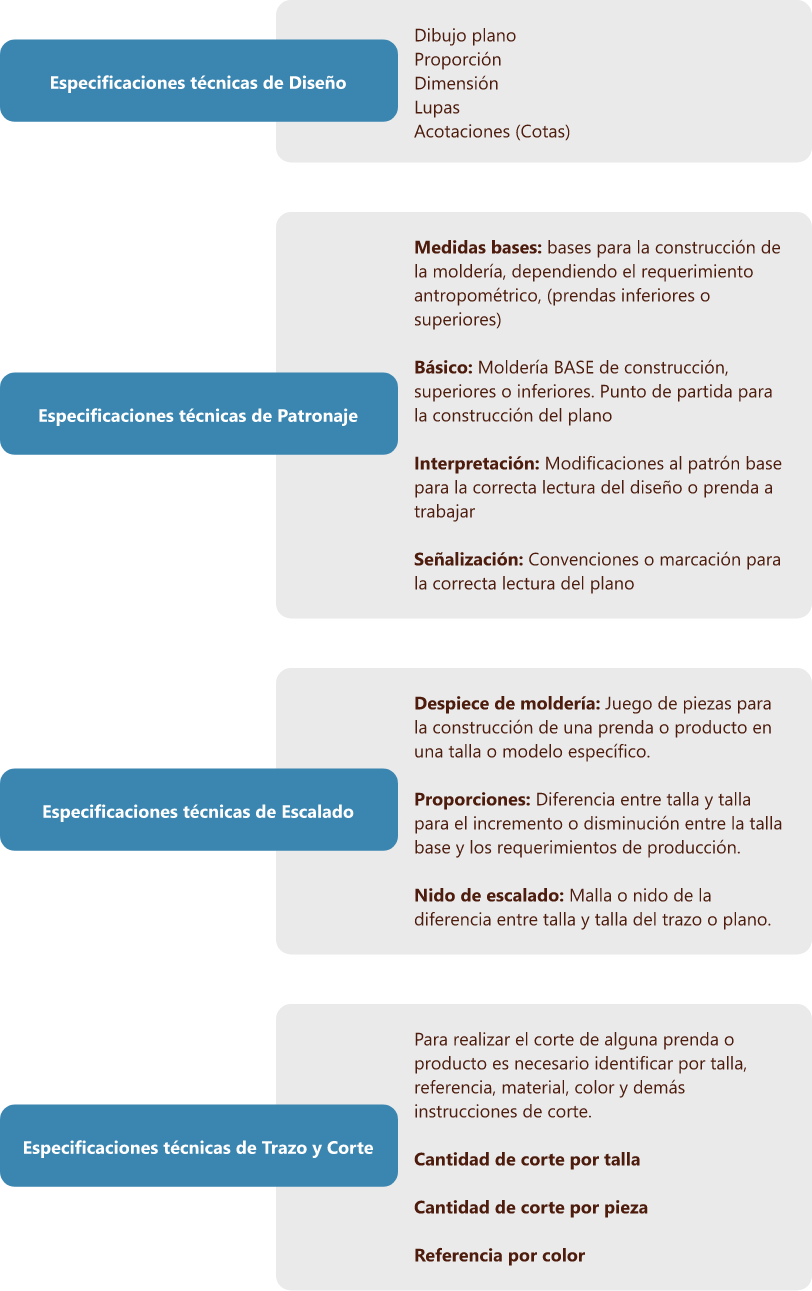 Especificaciones técnicas de Diseño
Dibujo plano
Proporción
Dimensión
Lupas
Acotaciones (Cotas)
Especificaciones técnicas de Patronaje
Medidas bases: bases para la construcción de
la moldería, dependiendo el requerimiento
antropométrico, (prendas inferiores o
superiores)
Básico: Moldería BASE de construcción,
superiores o inferiores. Punto de partida para
la construcción del plano
Interpretación: Modificaciones al patrón base
para la correcta lectura del diseño o prenda a
trabajar
Señalización: Convenciones o marcación para
la correcta lectura del plano
Especificaciones técnicas de Escalado
Despiece de moldería: Juego de piezas para
la construcción de una prenda o producto en
una talla o modelo específico.
Proporciones: Diferencia entre talla y talla
para el incremento o disminución entre la talla
base y los requerimientos de producción.
Nido de escalado: Malla o nido de la
diferencia entre talla y talla del trazo o plano.
Especificaciones técnicas de Trazo y Corte
Para realizar el corte de alguna prenda o
producto es necesario identificar por talla,
referencia, material, color y demás
instrucciones de corte.
Cantidad de corte por talla
Cantidad de corte por pieza
Referencia por color